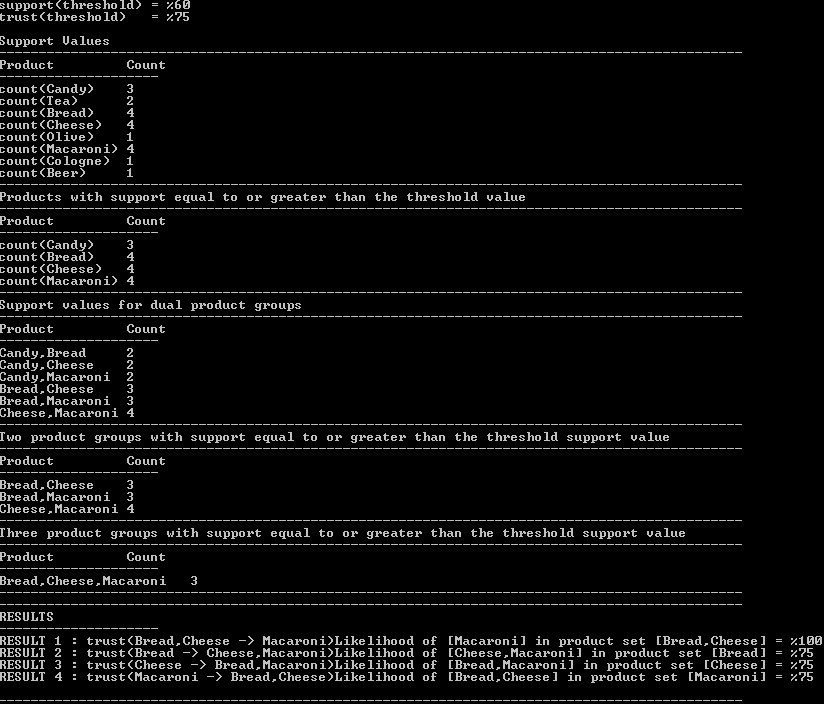 support(threshold) = %60
trust(threshold) = %75
Support Values
Product Count
count(Candy) 3
count(Tea) 2
count(Bread) 4
count(Cheese) 4
count(Olive) 1
count(Macaroni) 4
count(Cologne) 1
count(Beer) 1
Products with support equal to or greater than the threshold value
Product Count
count(Candy) 3
count(Bread) 4
count(Cheese) 4
count(Macaroni) 4
Support values for dual product groups
Product Count
Candy,Bread 2
Candy,Cheese 2
Candy,Macaroni 2
Bread,Cheese 3
Bread,Macaroni 3
Cheese,Macaroni 4
Two product groups with support equal to or greater than the threshold support value
Product Count
Bread,Cheese 3
Bread,Macaroni 3
Cheese,Macaroni 4
Three product groups with support equal to or greater than the threshold support value
Product Count
Bread,Cheese,Macaroni 3
RESULTS
RESULT 1 : trust(Bread,Cheese -> Macaroni)Likelihood of [Macaroni] in product set [Bread,Cheese] = %100
RESULT 2 : trust(Bread -> Cheese,Macaroni)Likelihood of [Cheese,Macaroni] in product set [Bread] = %75
RESULT 3 : trust(Cheese -> Bread,Macaroni)Likelihood of [Bread,Macaroni] in product set [Cheese] = %75
RESULT 4 : trust(Macaroni -> Bread,Cheese)Likelihood of [Bread,Cheese] in product set [Macaroni] = %75